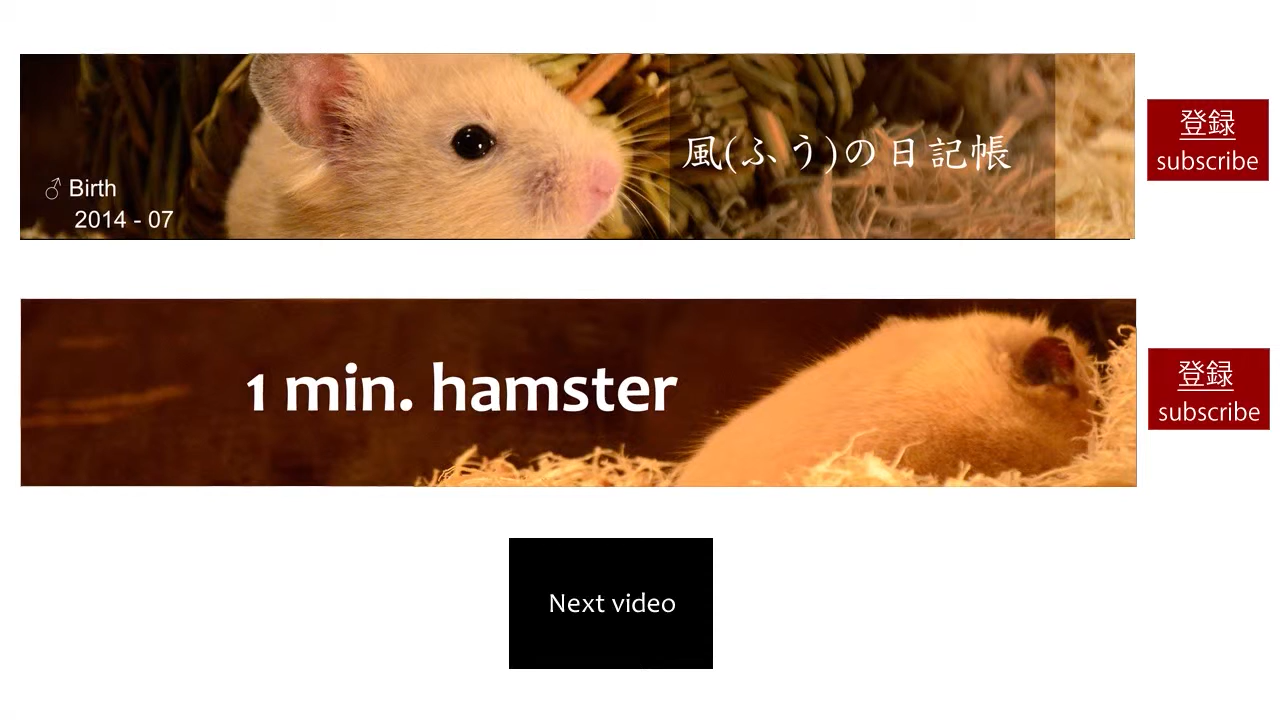 ♂ Birth
2014 - 07
風(ふう)の日記帳
登録
subscribe
1 min. hamster
登録
subscribe
Next video